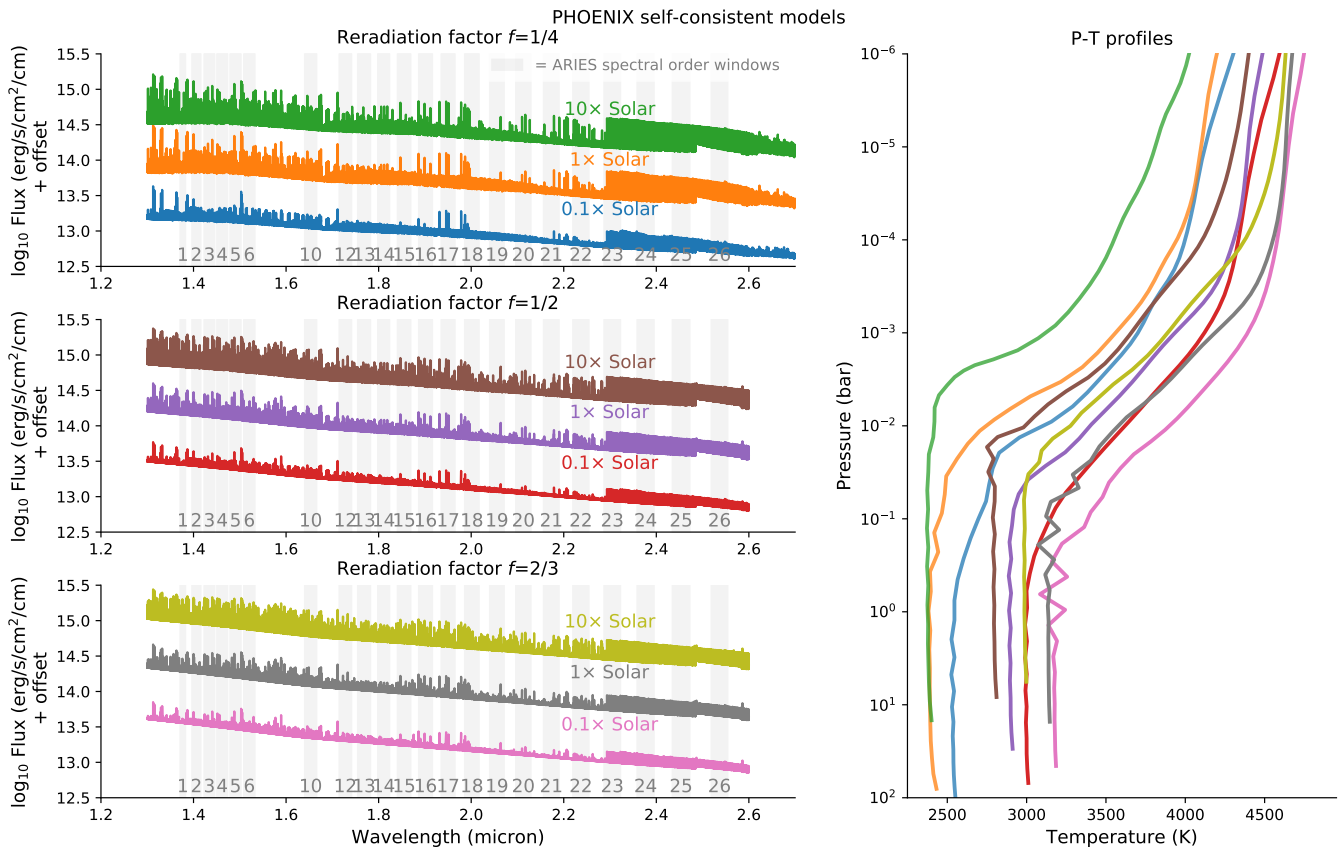 PHOENIX self-consistent models
Reradiation factor f=1/4
= ARIES spectral order windows
10× Solar
1× Solar
0.1× Solar
1 2 3 4 5 6 10 12 13 14 15 16 17 18 19 20 21 22 23 24 25 26
15.5
15.0
14.5
14.0
13.5
13.0
12.5
log₁₀ Flux (erg/s/cm²/cm)
+ offset
1.2 1.4 1.6 1.8 2.0 2.2 2.4 2.6
Reradiation factor f=1/2
10× Solar
1× Solar
0.1× Solar
1 2 3 4 5 6 10 12 13 14 15 16 17 18 19 20 21 22 23 24 25 26
15.5
15.0
14.5
14.0
13.5
13.0
12.5
log₁₀ Flux (erg/s/cm²/cm)
+ offset
1.2 1.4 1.6 1.8 2.0 2.2 2.4 2.6
Reradiation factor f=2/3
10× Solar
1× Solar
0.1× Solar
1 2 3 4 5 6 10 12 13 14 15 16 17 18 19 20 21 22 23 24 25 26
15.5
15.0
14.5
14.0
13.5
13.0
12.5
log₁₀ Flux (erg/s/cm²/cm)
+ offset
1.2 1.4 1.6 1.8 2.0 2.2 2.4 2.6
Wavelength (micron)
P-T profiles
10⁻⁶
10⁻⁵
10⁻⁴
10⁻³
10⁻²
10⁻¹
10⁰
10¹
10²
Pressure (bar)
2500 3000 3500 4000 4500
Temperature (K)